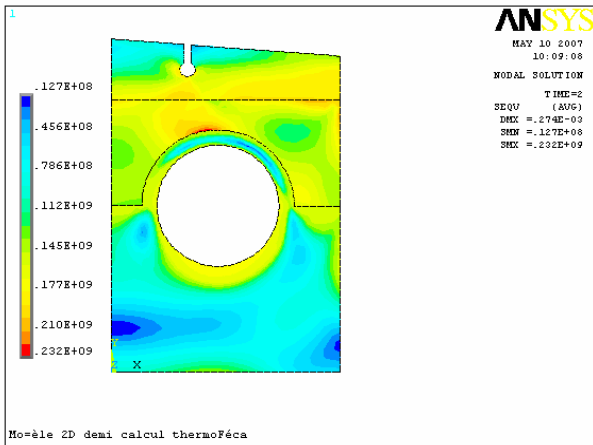 1
ANSYS
MAY 10 2007
10:09:08
NODAL SOLUTION
TIME=2
SEQV (AVG)
DMX =.274E-03
SMN =.127E+08
SMX =.232E+09
.127E+08
.456E+08
.786E+08
.112E+09
.145E+09
.177E+09
.210E+09
.232E+09
Y
Z X
Mo¤èle 2D demi calcul thermoFéca